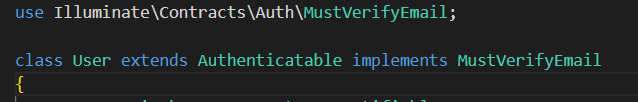 use Illuminate\Contracts\Auth\MustVerifyEmail;
class User extends Authenticatable implements MustVerifyEmail
{